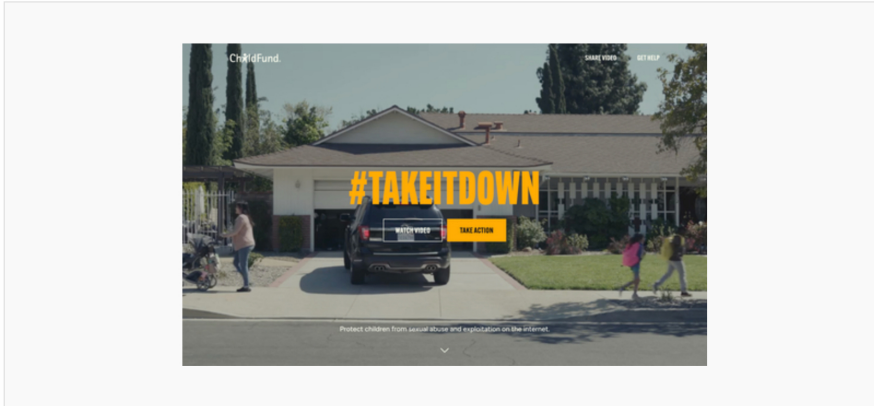 ChildFund.
SHARE VIDEO GET HELP
#TAKEITDOWN
WATCH VIDEO TAKE ACTION
Protect children from sexual abuse and exploitation on the internet.